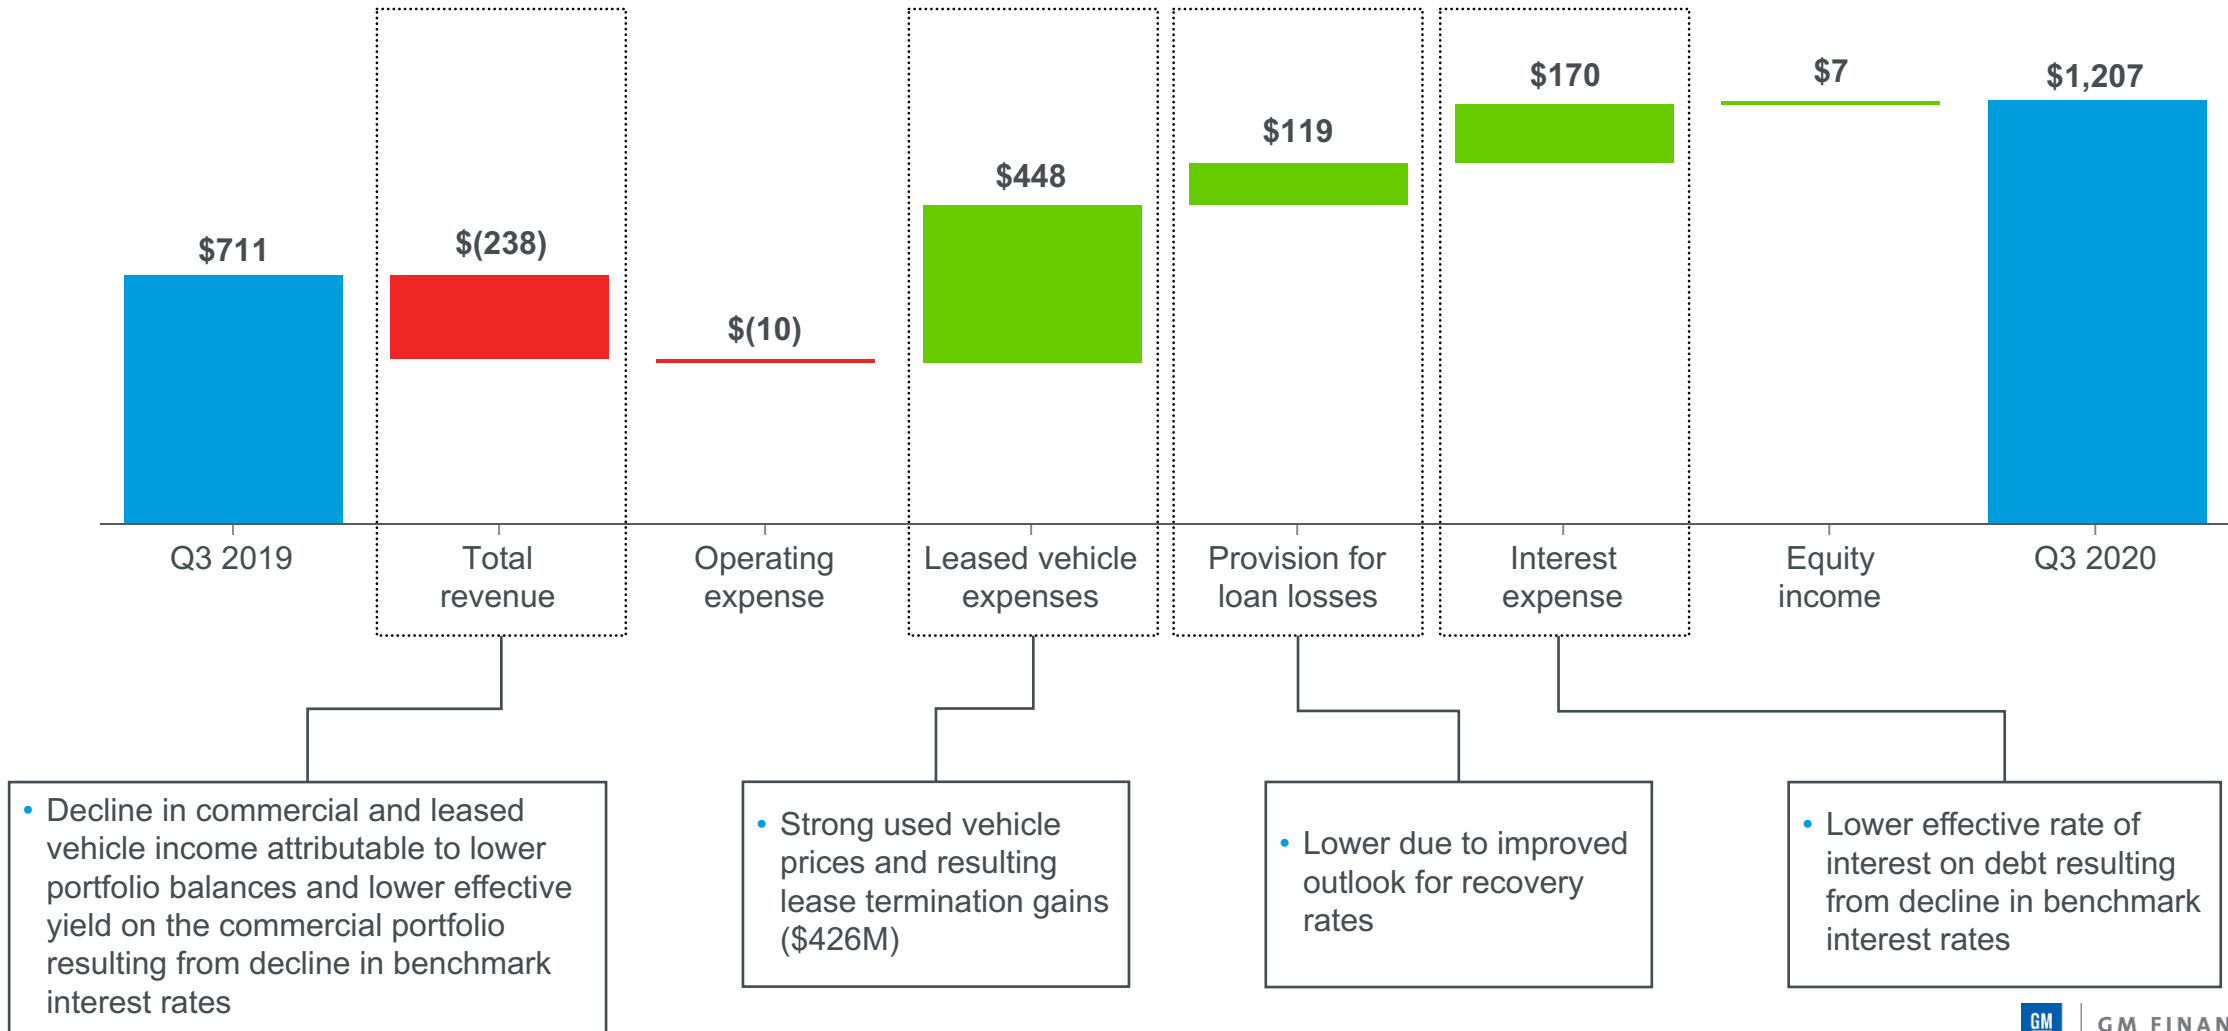 $711
$(238)
$(10)
$448
$119
$170
$7
$1,207
Q3 2019
Total
revenue
Operating
expense
Leased vehicle
expenses
Provision for
loan losses
Interest
expense
Equity
income
Q3 2020
• Decline in commercial and leased
vehicle income attributable to lower
portfolio balances and lower effective
yield on the commercial portfolio
resulting from decline in benchmark
interest rates
• Strong used vehicle
prices and resulting
lease termination gains
($426M)
• Lower due to improved
outlook for recovery
rates
• Lower effective rate of
interest on debt resulting
from decline in benchmark
interest rates
GM
GM FINAN